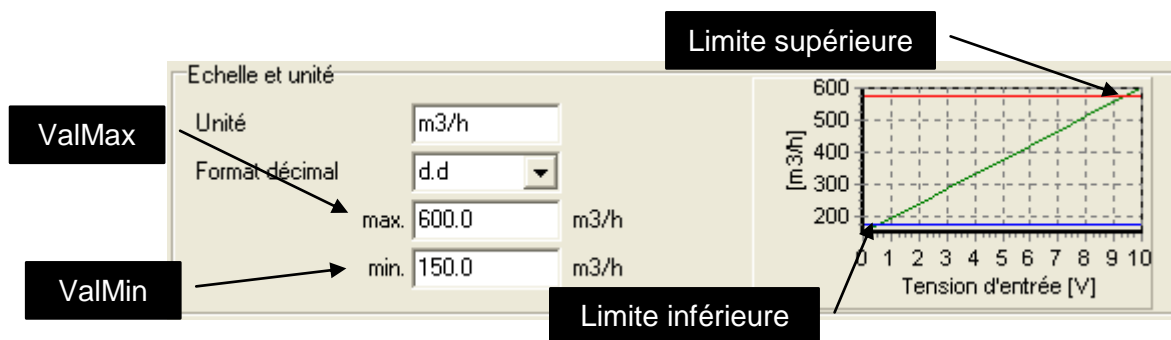 Limite supérieure
Echelle et unité
ValMax
Unité
m3/h
Format décimal
d.d
max.
600.0
m3/h
ValMin
min.
150.0
m3/h
600
500
400
300
200
[m3/h]
0 1 2 3 4 5 6 7 8 9 10
Tension d'entrée [V]
Limite inférieure